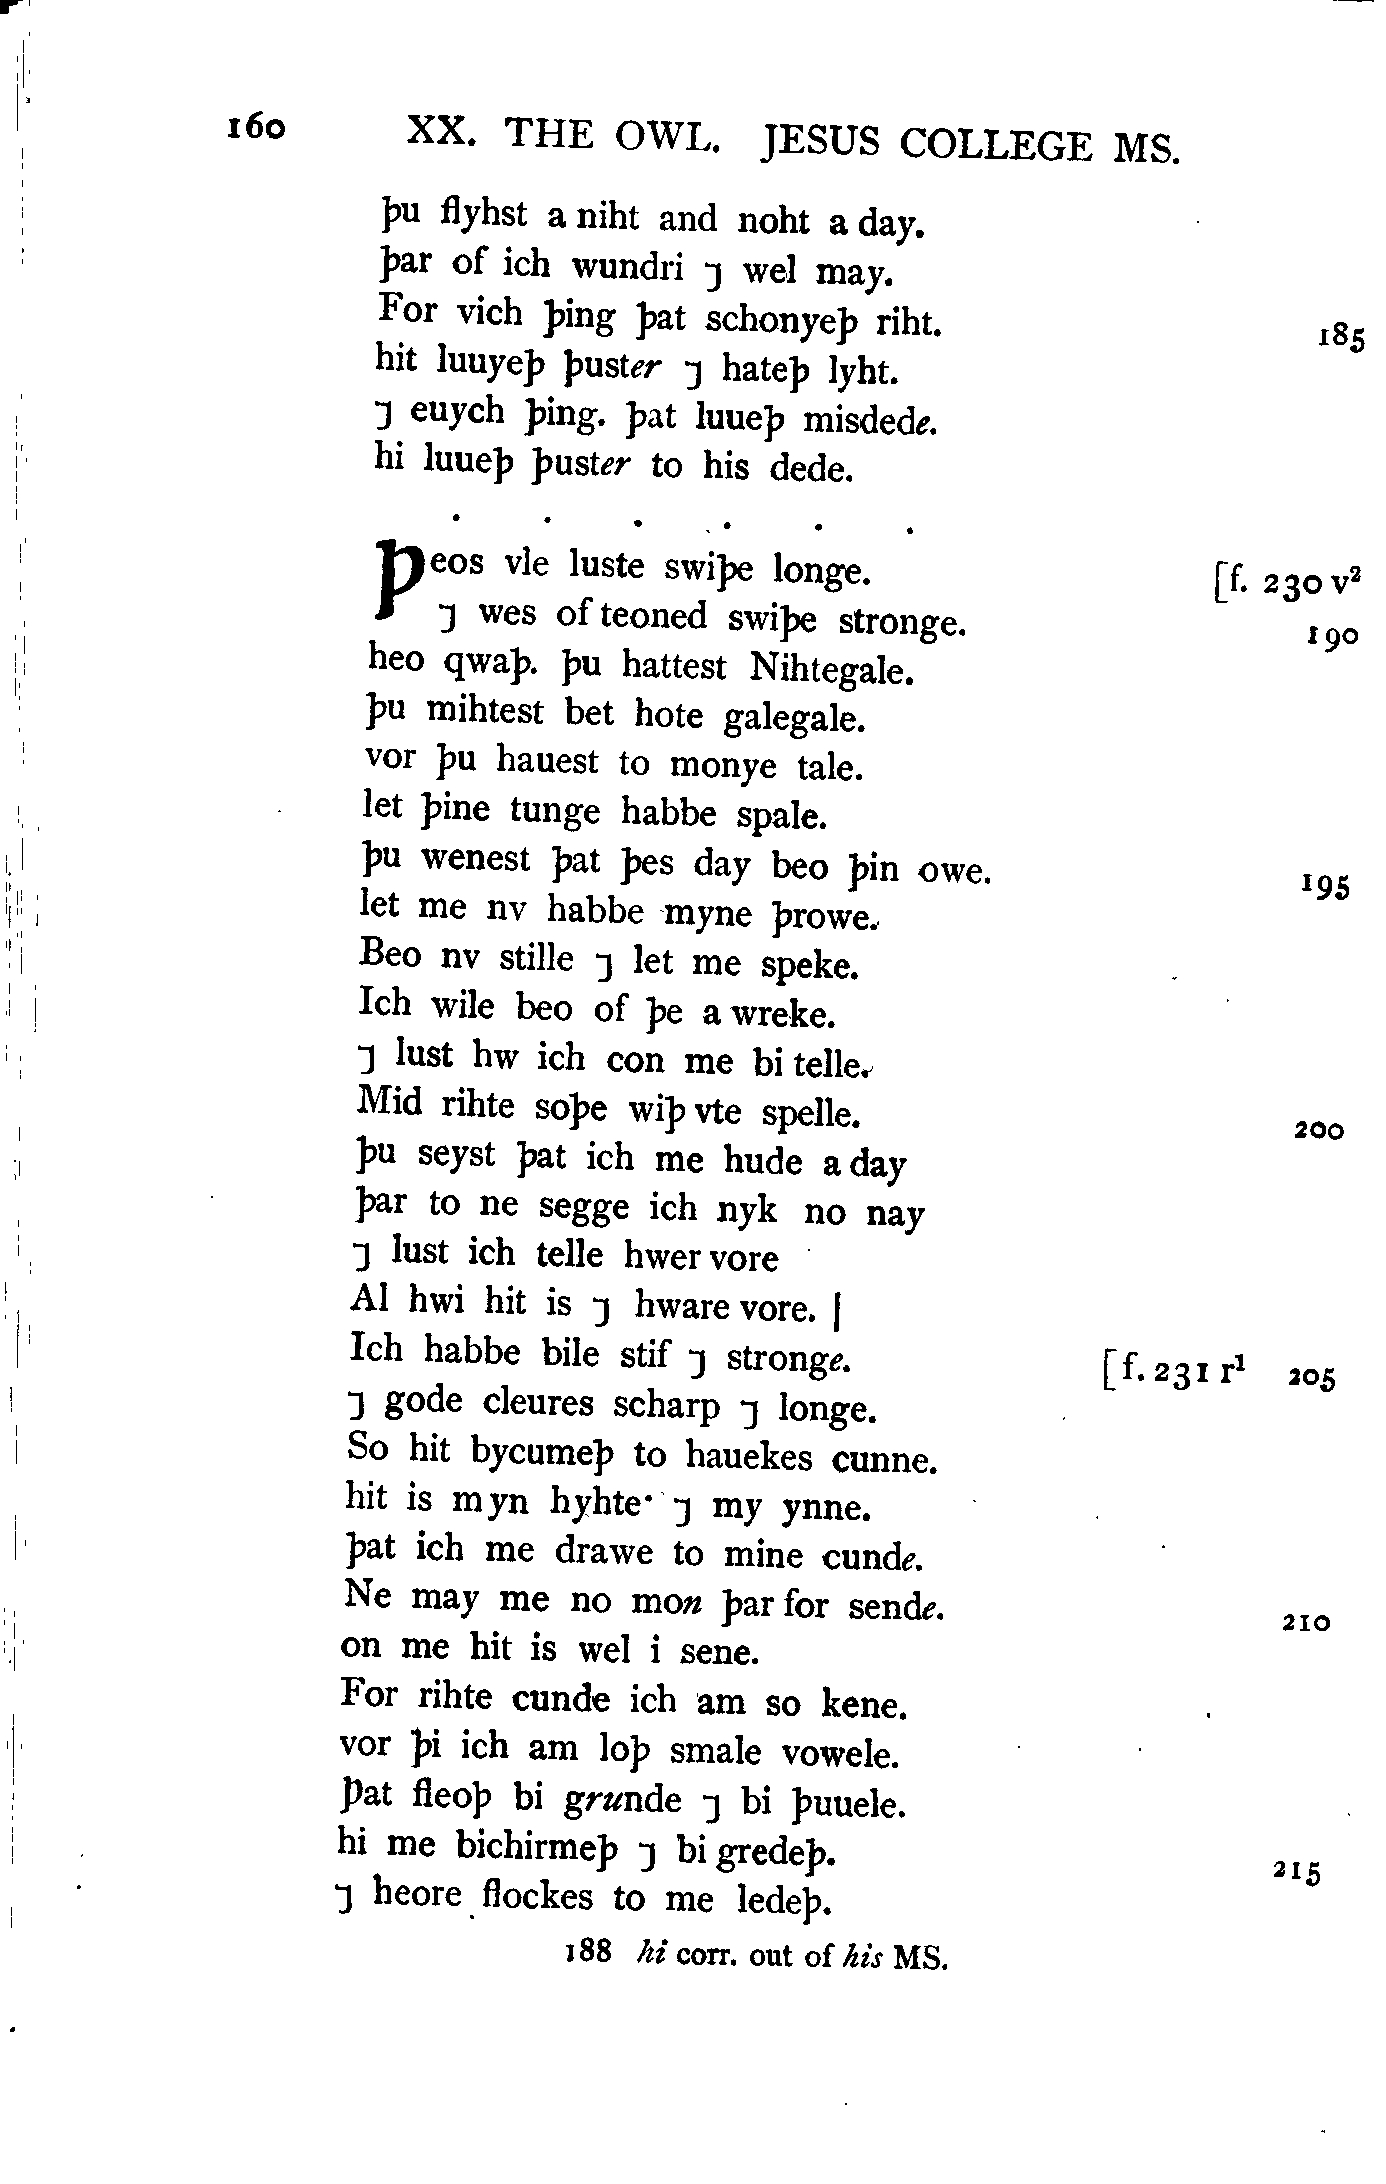 160 XX. THE OWL. JESUS COLLEGE MS.
þu flyhst a niht and noht a day.
þar of ich wundri ⁊ wel may.
For vich þing þat schonyeþ riht. 185
hit luuyeþ þuster ⁊ hateþ lyht.
⁊ euych þing. þat luueþ misdede.
hi luueþ þuster to his dede.
. . . . . .
Þeos vle luste swiþe longe. [f. 230 v²
⁊ wes of teoned swiþe stronge. 190
heo qwaþ. þu hattest Nihtegale.
þu mihtest bet hote galegale.
vor þu hauest to monye tale.
let þine tunge habbe spale.
þu wenest þat þes day beo þin owe. 195
let me nv habbe myne þrowe.
Beo nv stille ⁊ let me speke.
Ich wile beo of þe a wreke.
⁊ lust hw ich con me bi telle.
Mid rihte soþe wiþ vte spelle. 200
þu seyst þat ich me hude a day
þar to ne segge ich nyk no nay
⁊ lust ich telle hwer vore
Al hwi hit is ⁊ hware vore. |
Ich habbe bile stif ⁊ stronge. [f. 231 r¹ 205
⁊ gode cleures scharp ⁊ longe.
So hit bycumeþ to hauekes cunne.
hit is myn hyhte· ⁊ my ynne.
þat ich me drawe to mine cunde.
Ne may me no mon þar for sende. 210
on me hit is wel i sene.
For rihte cunde ich am so kene.
vor þi ich am loþ smale vowele.
Þat fleoþ bi grunde ⁊ bi þuuele.
hi me bichirmeþ ⁊ bi gredeþ. 215
⁊ heore flockes to me ledeþ.
188 hi corr. out of his MS.